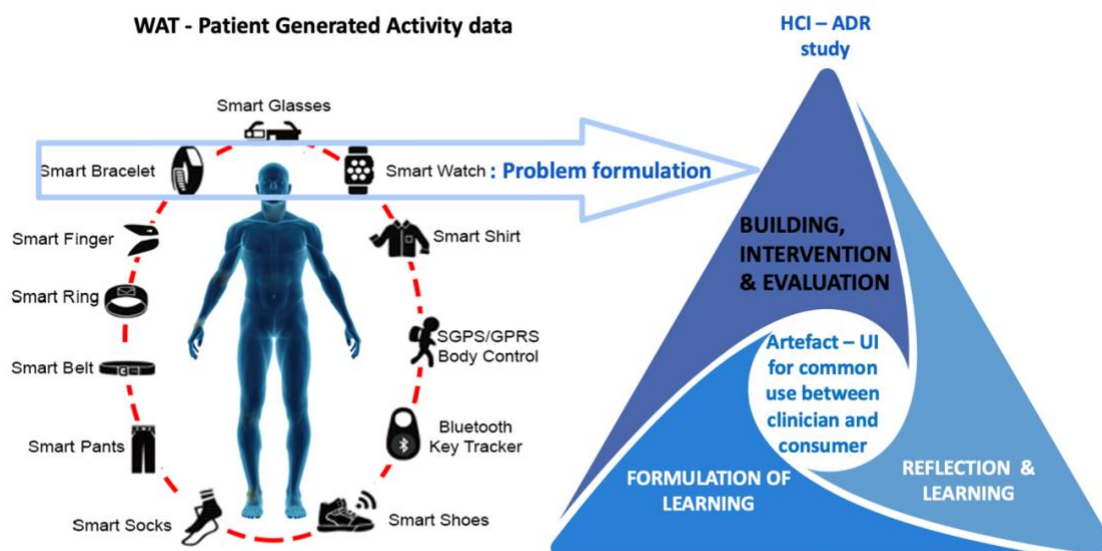 WAT - Patient Generated Activity data
HCI – ADR
study
Smart Glasses
Smart Bracelet
Smart Watch
: Problem formulation
Smart Finger
Smart Shirt
Smart Ring
SGPS/GPRS
Body Control
Smart Belt
Smart Pants
Bluetooth
Key Tracker
Smart Socks
Smart Shoes
BUILDING,
INTERVENTION
& EVALUATION
Artefact – UI
for common
use between
clinician and
consumer
FORMULATION OF
LEARNING
REFLECTION &
LEARNING